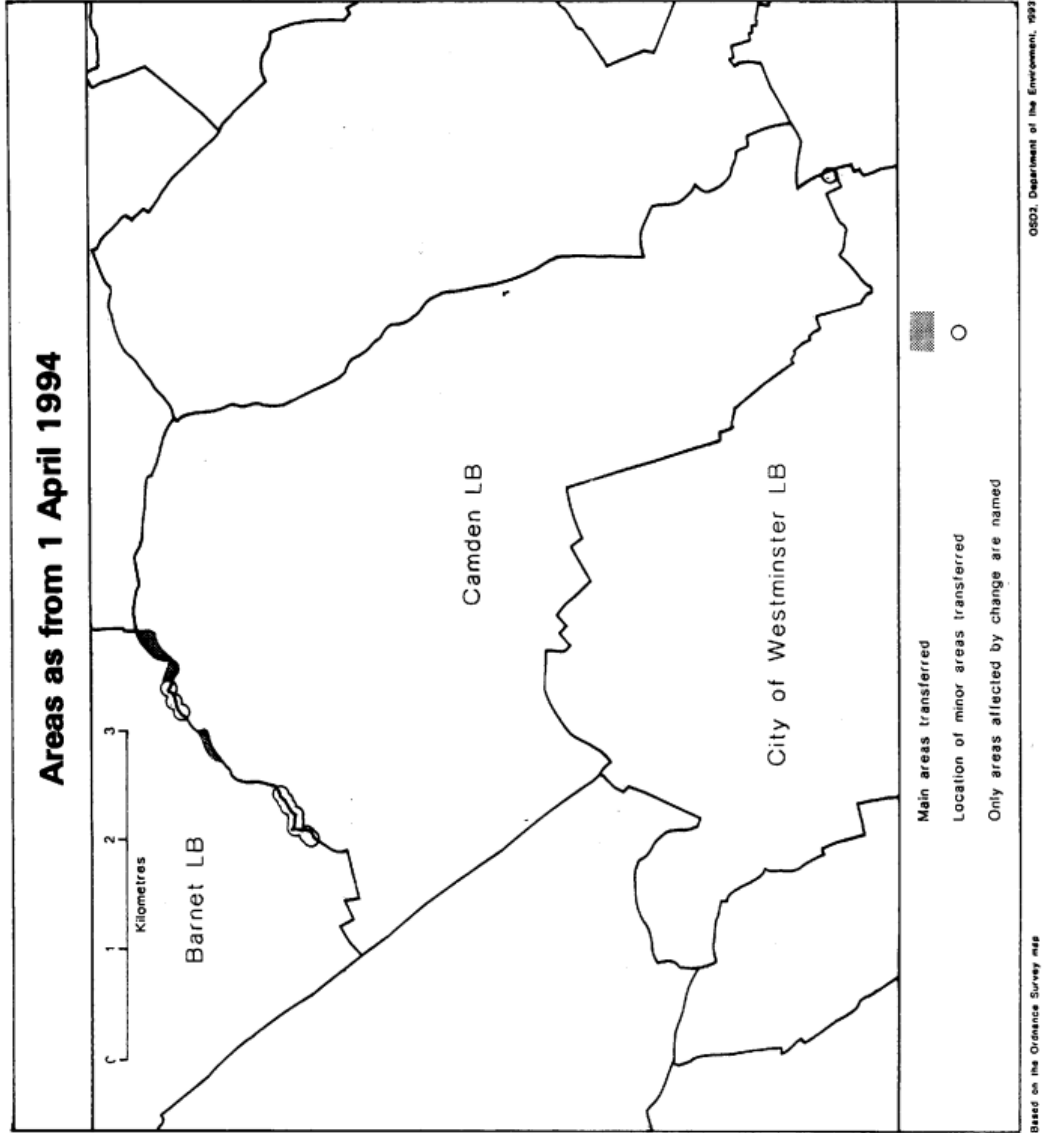 Areas as from 1 April 1994
0 1 2 3
Kilometres
Barnet LB
Camden LB
City of Westminster LB
Main areas transferred
Location of minor areas transferred
Only areas affected by change are named
Based on the Ordnance Survey map
OSD2, Department of the Environment, 1993